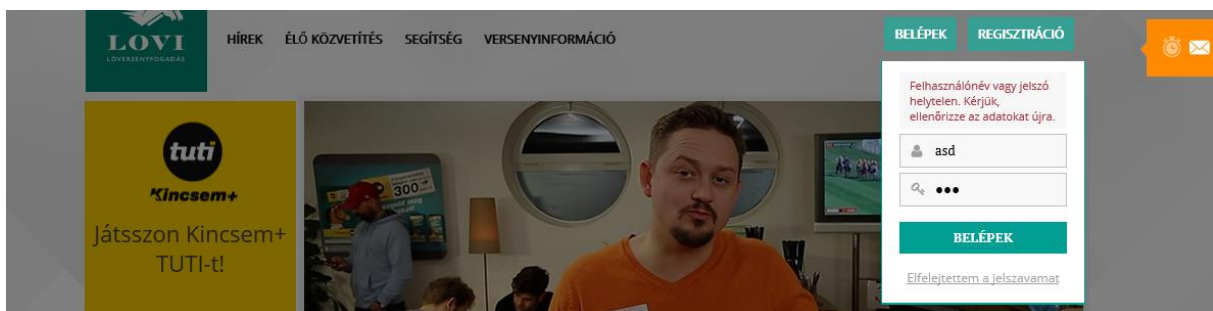 LOVI
LÓVERSENYFOGADÁS
HÍREK ÉLŐ KÖZVETÍTÉS SEGÍTSÉG VERSENYINFORMÁCIÓ
BELÉPEK REGISZTRÁCIÓ
Felhasználónév vagy jelszó
helytelen. Kérjük,
ellenőrizze az adatokat újra.
asd
•••
BELÉPEK
Elfelejtettem a jelszavamat
tuti
Kincsem+
Játsszon Kincsem+
TUTI-t!
300